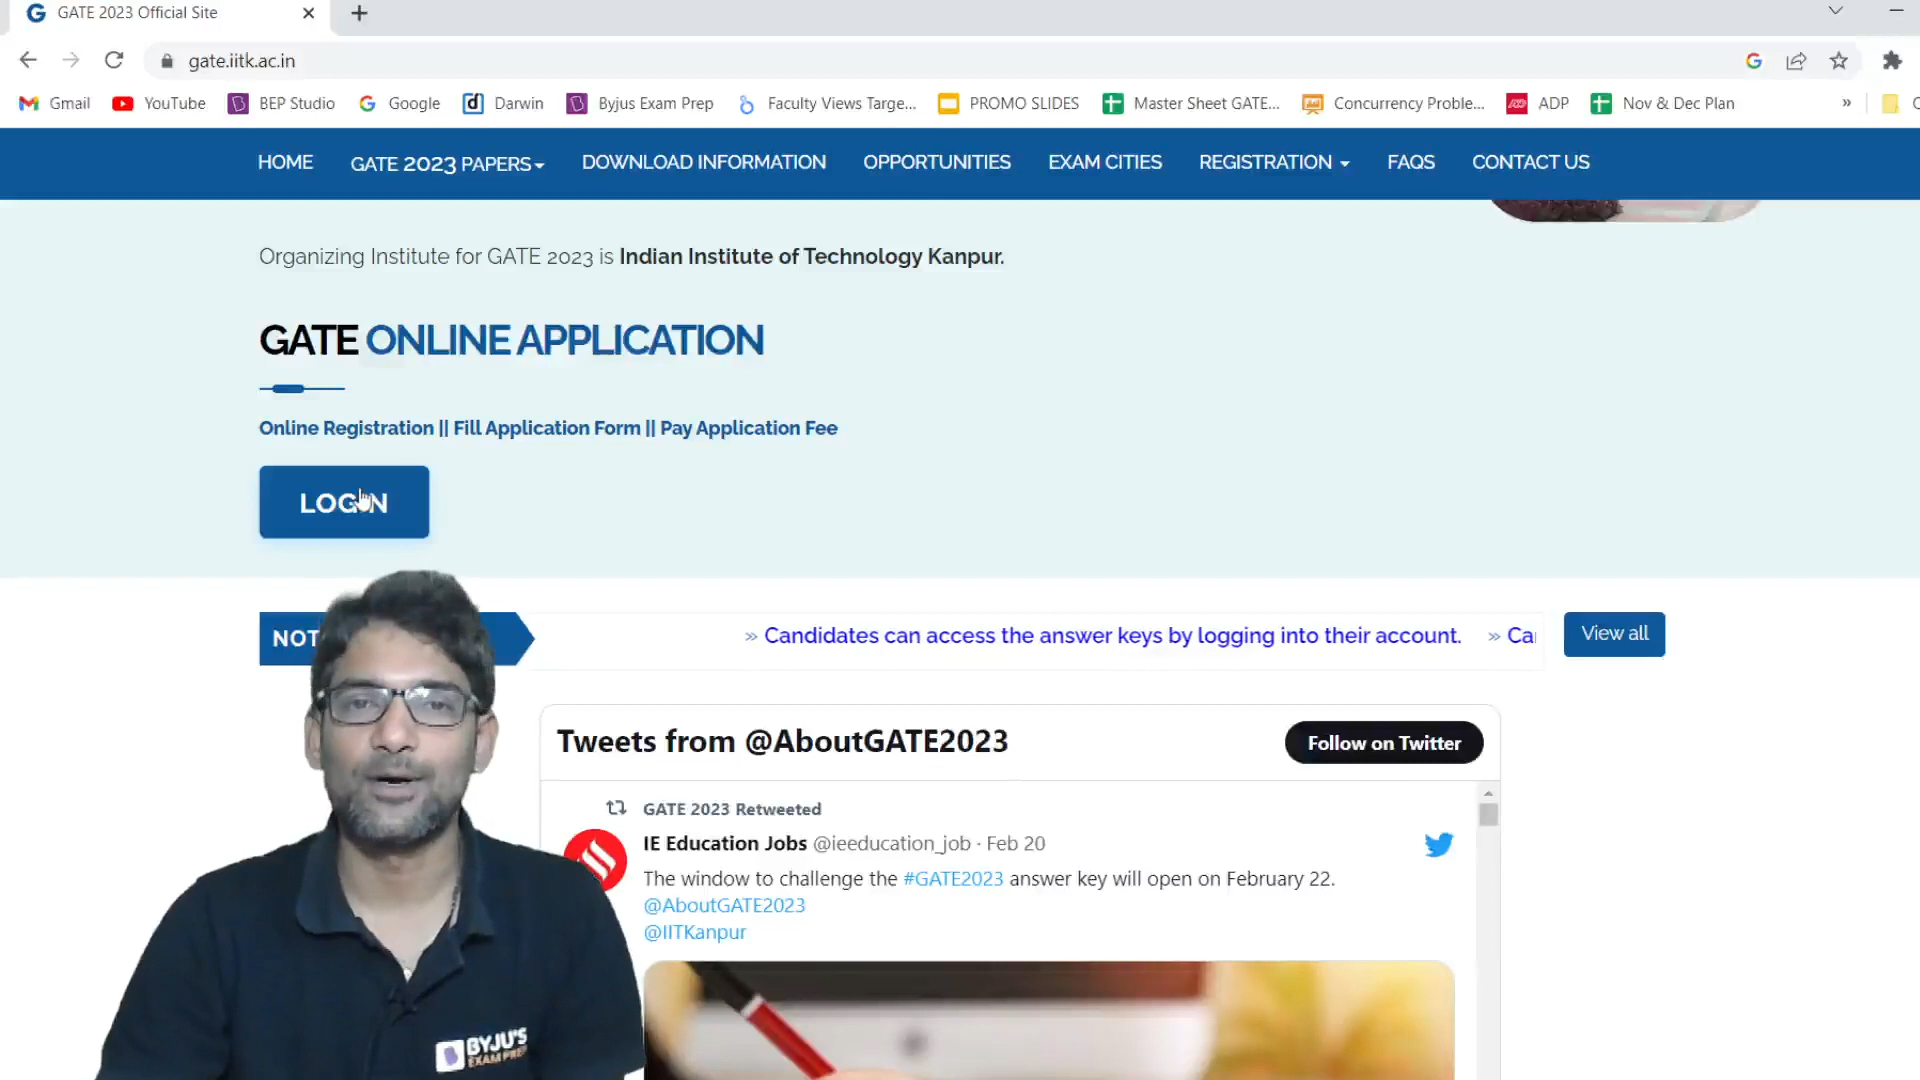 GATE 2023 Official Site
gate.iitk.ac.in
Gmail YouTube BEP Studio Google Darwin Byjus Exam Prep Faculty Views Targe... PROMO SLIDES Master Sheet GATE... Concurrency Proble... ADP Nov & Dec Plan »
HOME GATE 2023 PAPERS DOWNLOAD INFORMATION OPPORTUNITIES EXAM CITIES REGISTRATION FAQS CONTACT US
Organizing Institute for GATE 2023 is Indian Institute of Technology Kanpur.
GATE ONLINE APPLICATION
Online Registration || Fill Application Form || Pay Application Fee
LOGIN
» Candidates can access the answer keys by logging into their account. » View all
Tweets from @AboutGATE2023 Follow on Twitter
GATE 2023 Retweeted
IE Education Jobs @ieeducation_job · Feb 20
The window to challenge the #GATE2023 answer key will open on February 22.
@AboutGATE2023
@IITKanpur
BYJU'S
EXAM PREP